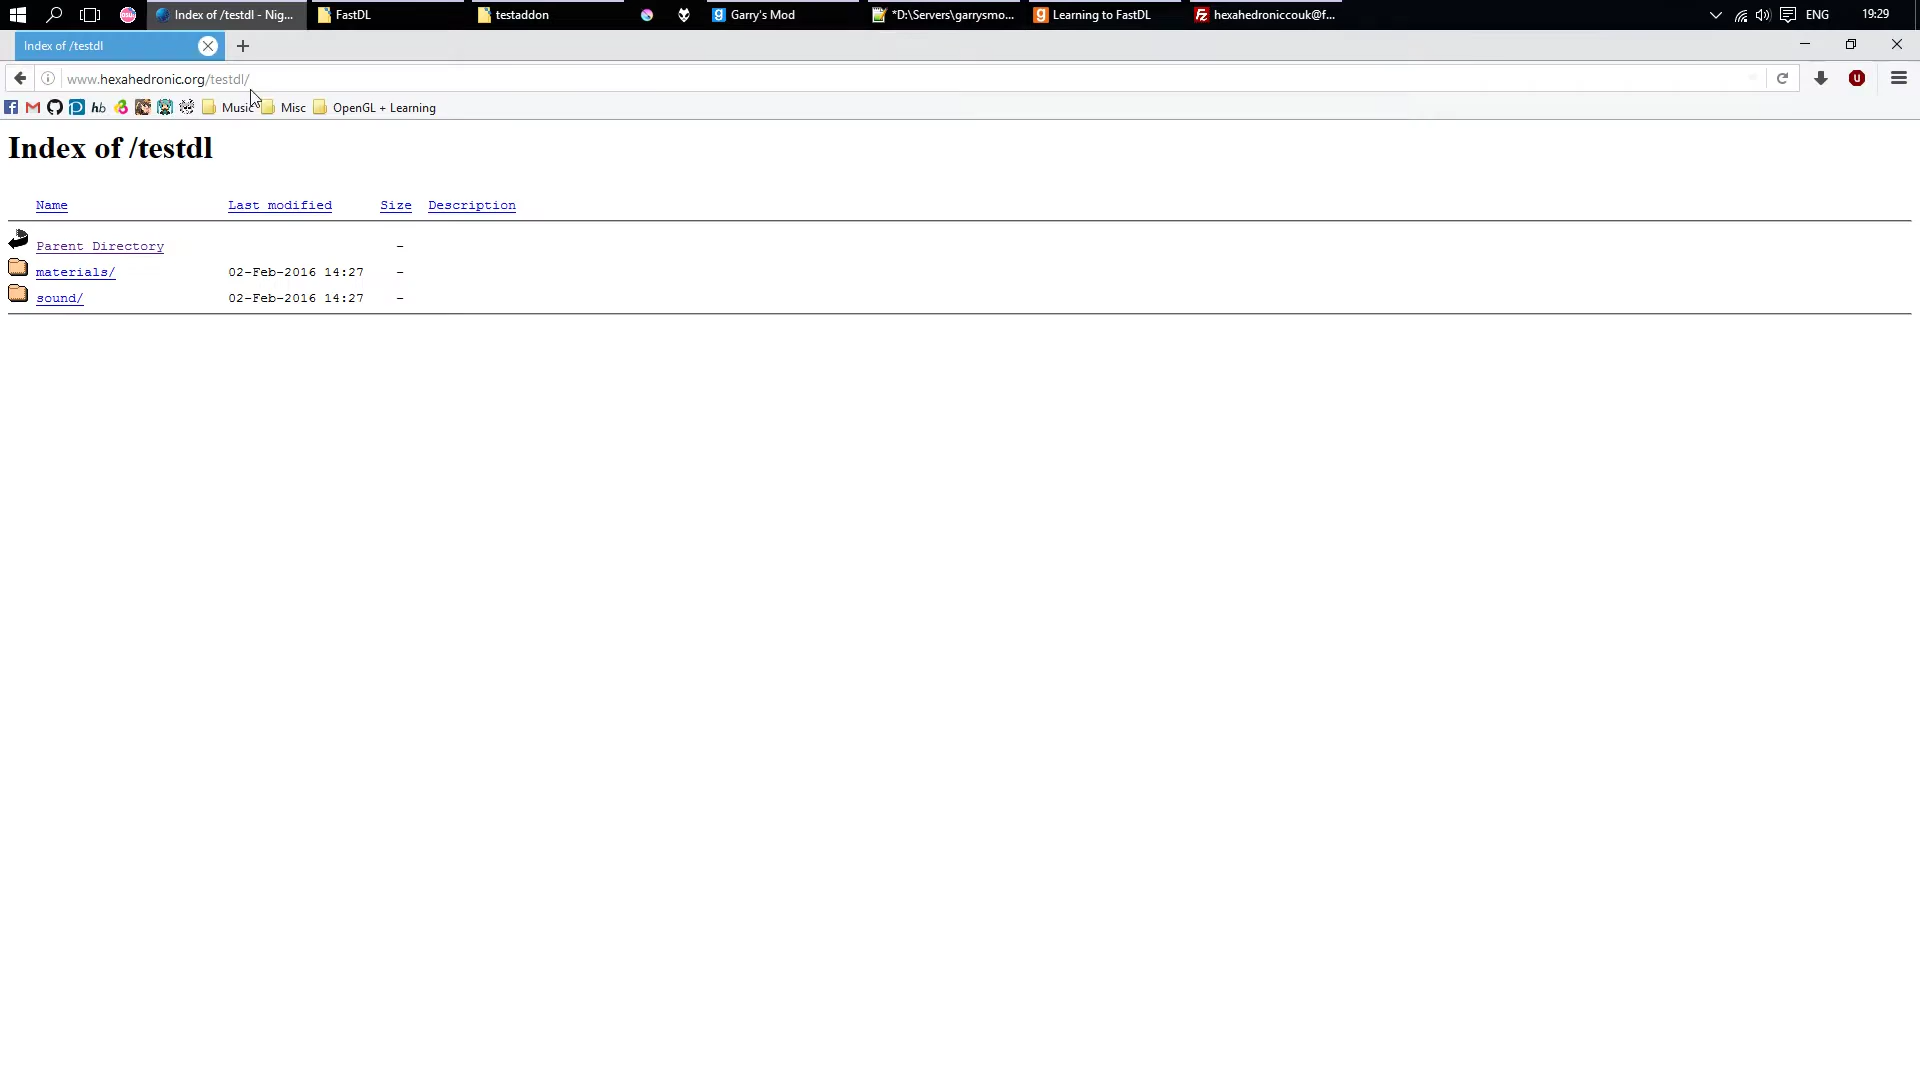 Index of /testdl - Nig... FastDL testaddon Garry's Mod *D:\Servers\garrysmo... Learning to FastDL hexahedroniccouk@f... ENG 19:29
Index of /testdl
www.hexahedronic.org/testdl/
hb Music Misc OpenGL + Learning
Index of /testdl
Name Last modified Size Description
Parent Directory -
materials/ 02-Feb-2016 14:27 -
sound/ 02-Feb-2016 14:27 -